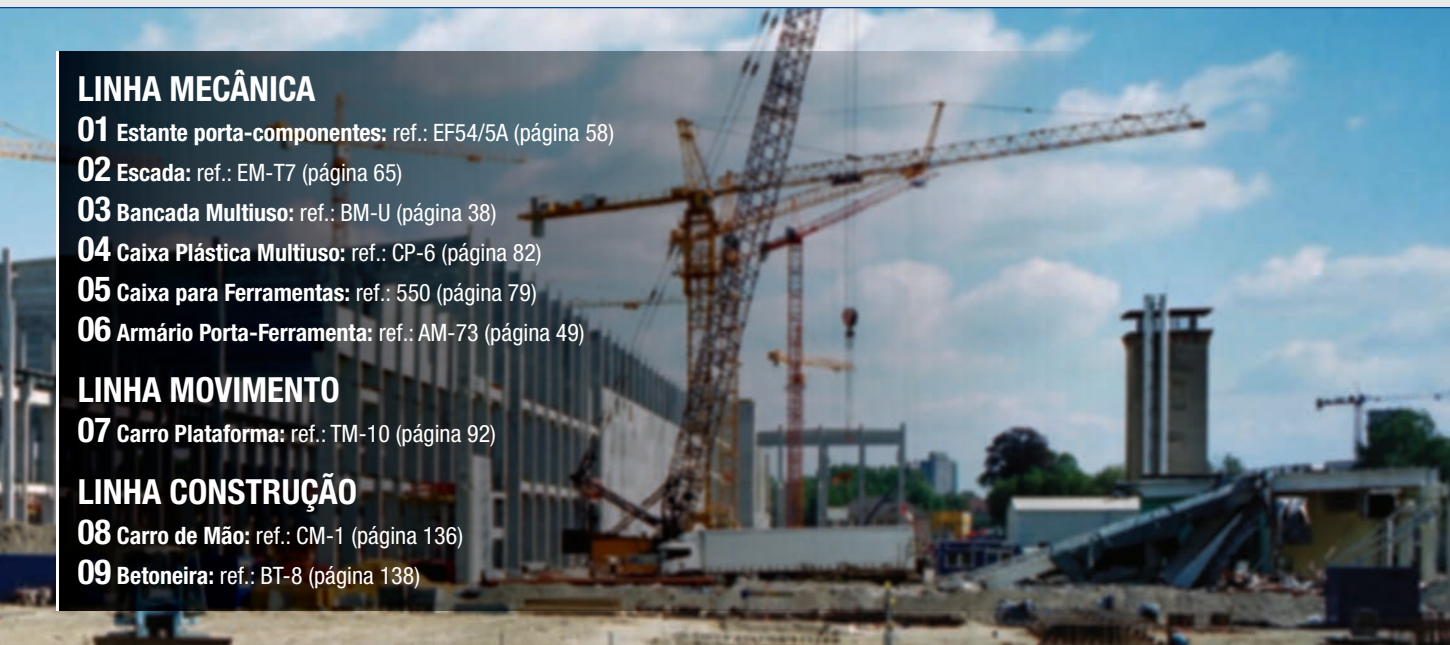 LINHA MECÂNICA
01 Estante porta-componentes: ref.: EF54/5A (página 58)
02 Escada: ref.: EM-T7 (página 65)
03 Bancada Multiuso: ref.: BM-U (página 38)
04 Caixa Plástica Multiuso: ref.: CP-6 (página 82)
05 Caixa para Ferramentas: ref.: 550 (página 79)
06 Armário Porta-Ferramenta: ref.: AM-73 (página 49)
LINHA MOVIMENTO
07 Carro Plataforma: ref.: TM-10 (página 92)
LINHA CONSTRUÇÃO
08 Carro de Mão: ref.: CM-1 (página 136)
09 Betoneira: ref.: BT-8 (página 138)